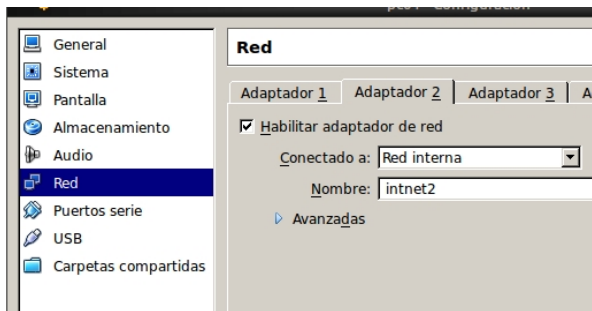 General
Sistema
Pantalla
Almacenamiento
Audio
Red
Puertos serie
USB
Carpetas compartidas
Red
Adaptador 1 Adaptador 2 Adaptador 3 A
Habilitar adaptador de red
Conectado a: Red interna
Nombre: intnet2
Avanzadas